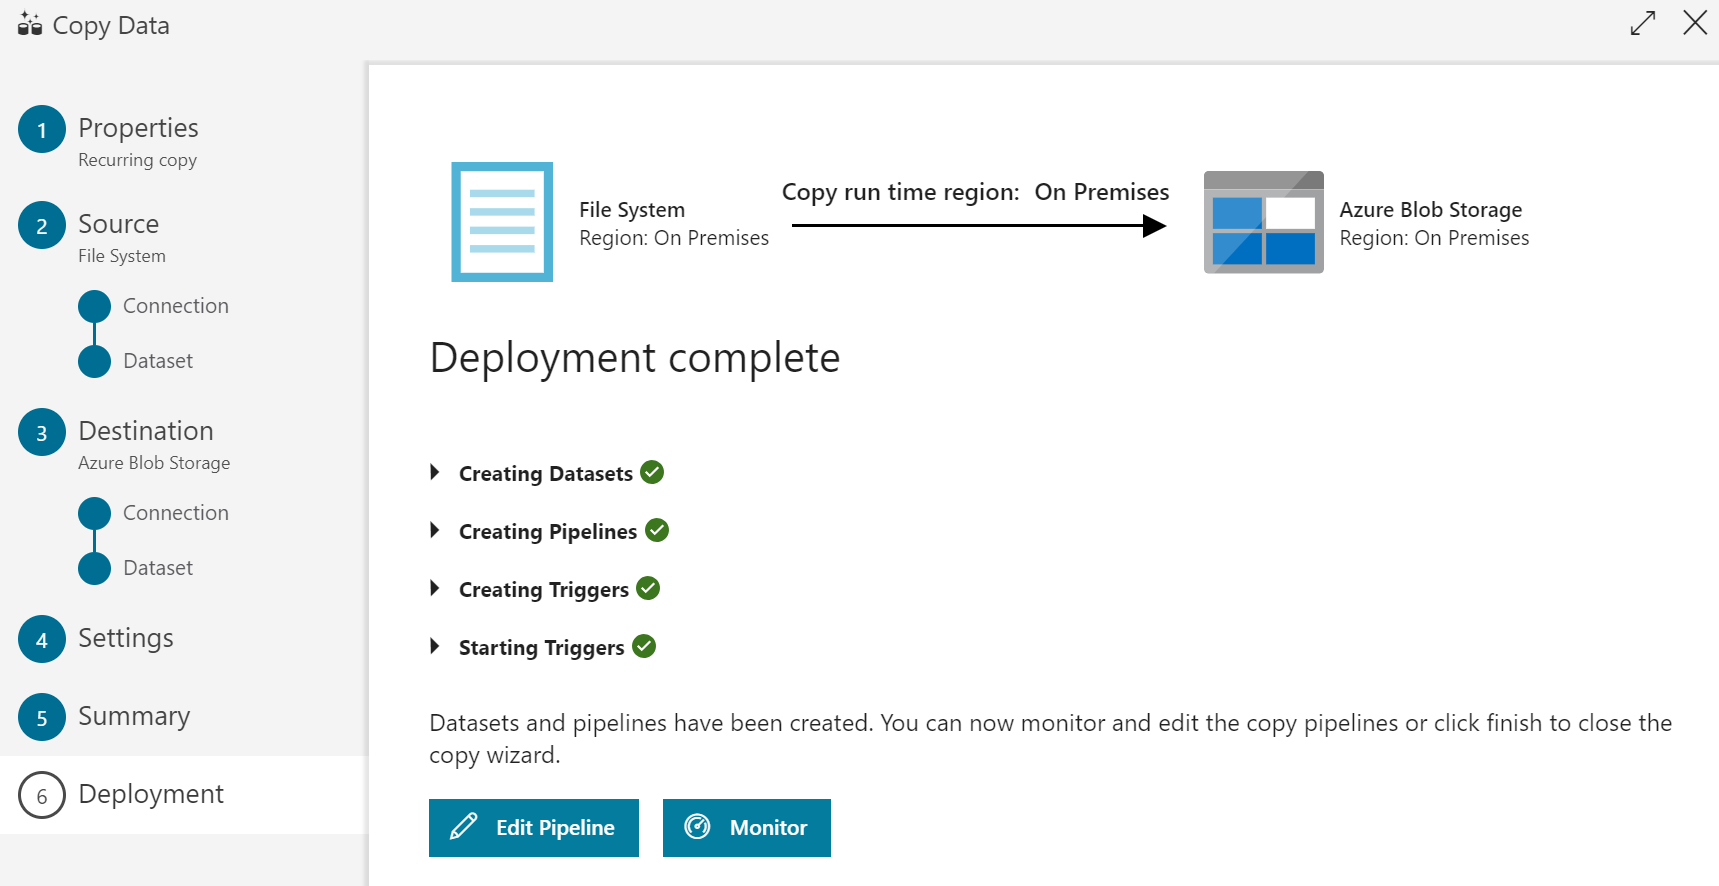 Copy Data
1
Properties
Recurring copy
2
Source
File System
Connection
Dataset
3
Destination
Azure Blob Storage
Connection
Dataset
4
Settings
5
Summary
6
Deployment
File System
Region: On Premises
Copy run time region: On Premises
Azure Blob Storage
Region: On Premises
Deployment complete
Creating Datasets
Creating Pipelines
Creating Triggers
Starting Triggers
Datasets and pipelines have been created. You can now monitor and edit the copy pipelines or click finish to close the
copy wizard.
Edit Pipeline
Monitor